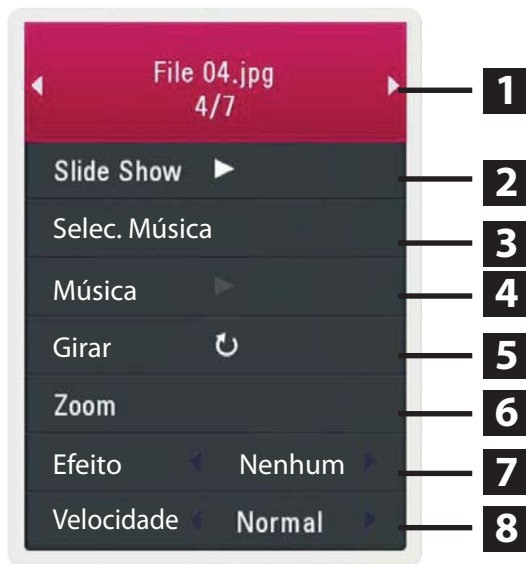 File 04.jpg
4/7
1
Slide Show
2
Selec. Música
3
Música
4
Girar
5
Zoom
6
Efeito Nenhum
7
Velocidade Normal
8